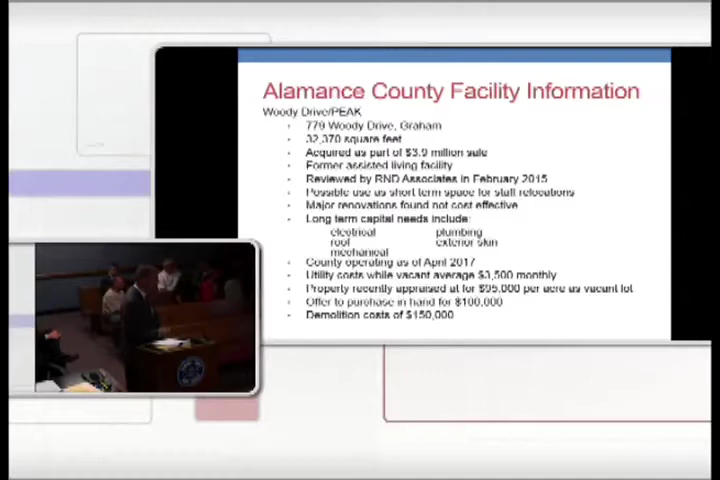 Alamance County Facility Information
Woody Drive/PEAK
· 779 Woody Drive, Graham
· 32,370 square feet
· Acquired as part of $3.9 million sale
· Former assisted living facility
· Reviewed by RND Associates in February 2015
· Possible use as short term space for staff relocations
· Major renovations found not cost effective
· Long term capital needs include:
electrical plumbing
roof exterior skin
mechanical
· County operating as of April 2017
· Utility costs while vacant average $3,500 monthly
· Property recently appraised at for $95,000 per acre as vacant lot
· Offer to purchase in hand for $100,000
· Demolition costs of $150,000